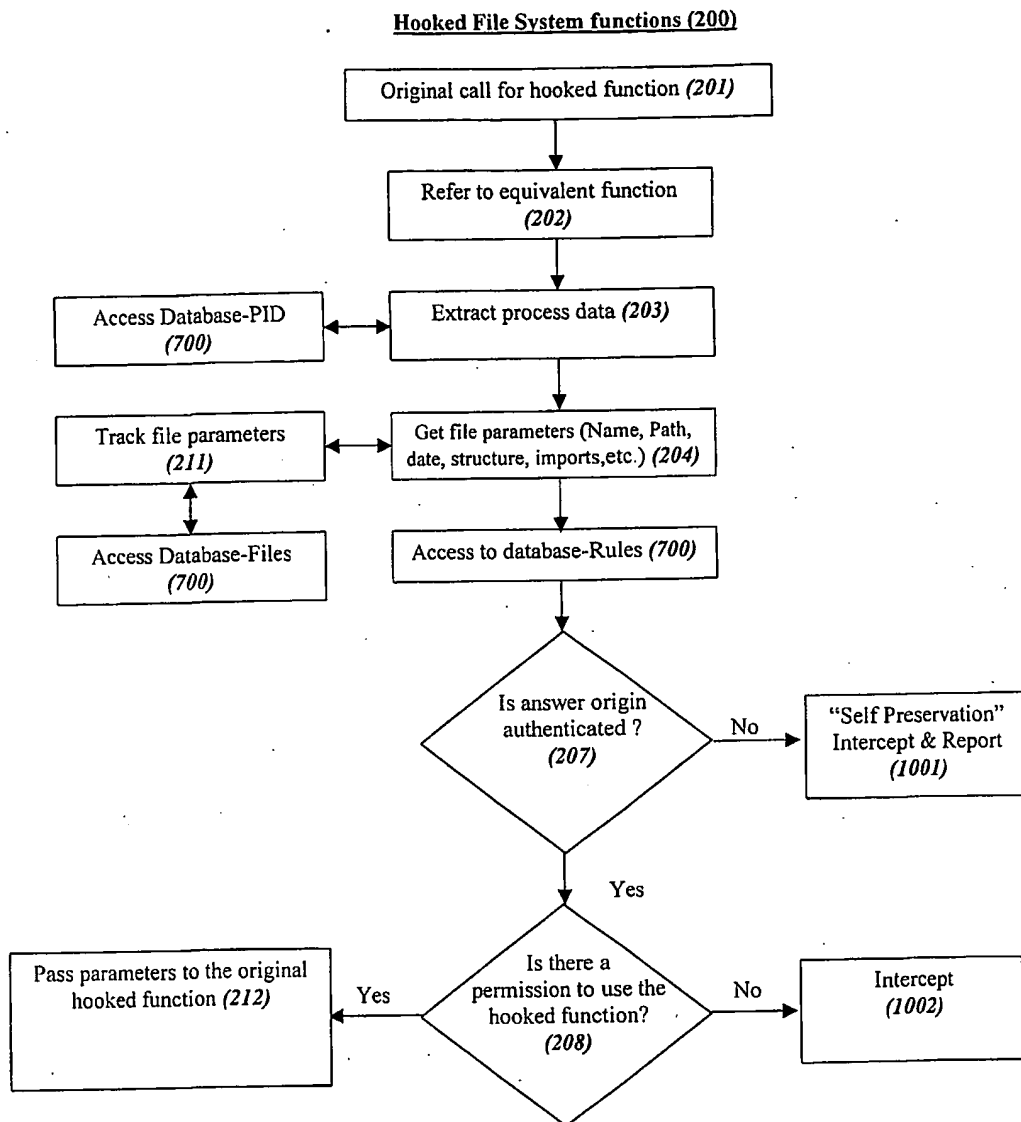 Hooked File System functions (200)
Original call for hooked function (201)
Refer to equivalent function
(202)
Access Database-PID
(700)
Extract process data (203)
Track file parameters
(211)
Get file parameters (Name, Path,
date, structure, imports,etc.) (204)
Access Database-Files
(700)
Access to database-Rules (700)
Is answer origin
authenticated ?
(207)
No
“Self Preservation”
Intercept & Report
(1001)
Yes
Pass parameters to the original
hooked function (212)
Yes
Is there a
permission to use the
hooked function?
(208)
No
Intercept
(1002)